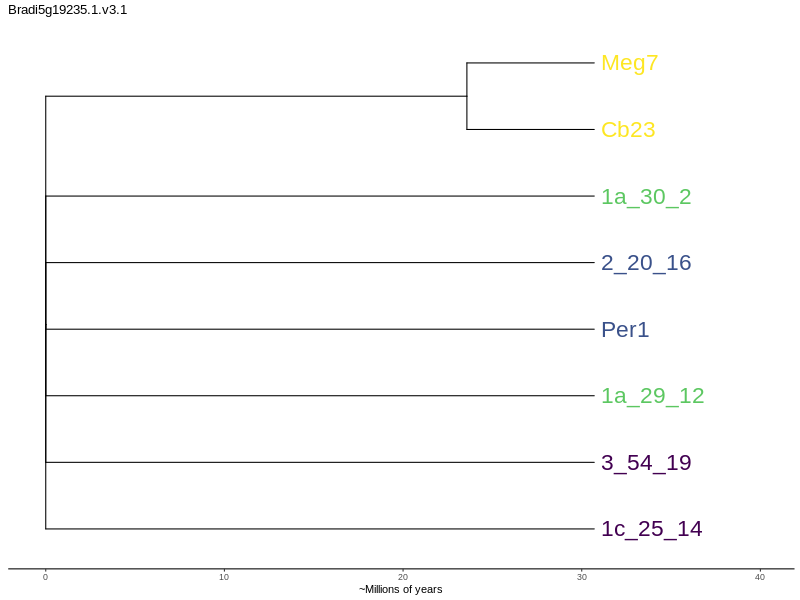 Bradi5g19235.1.v3.1
Meg7
Cb23
1a_30_2
2_20_16
Per1
1a_29_12
3_54_19
1c_25_14
0 10 20 30 40
~Millions of years